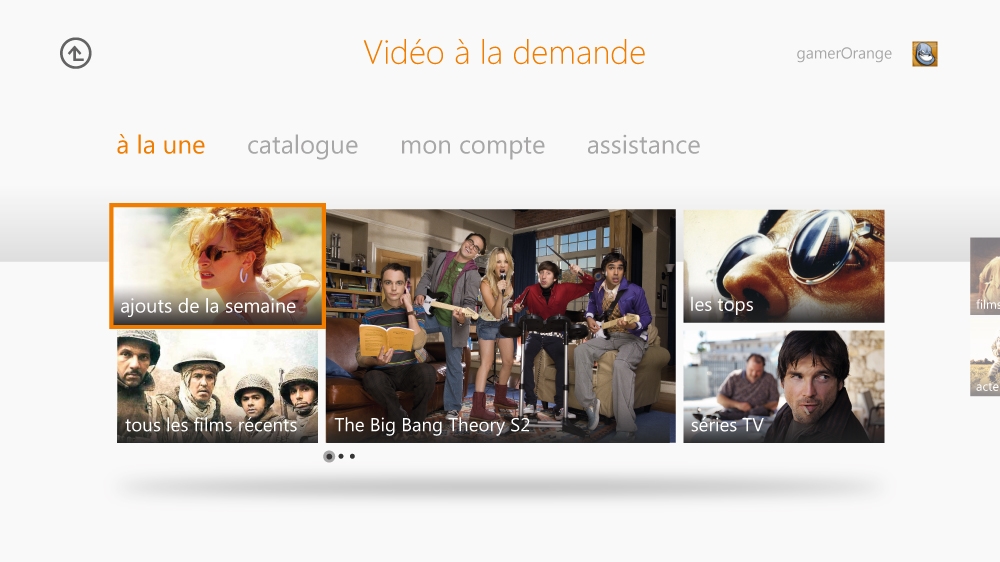 Vidéo à la demande
gamerOrange
à la une
catalogue
mon compte
assistance
ajouts de la semaine
The Big Bang Theory S2
les tops
tous les films récents
séries TV
films
acte